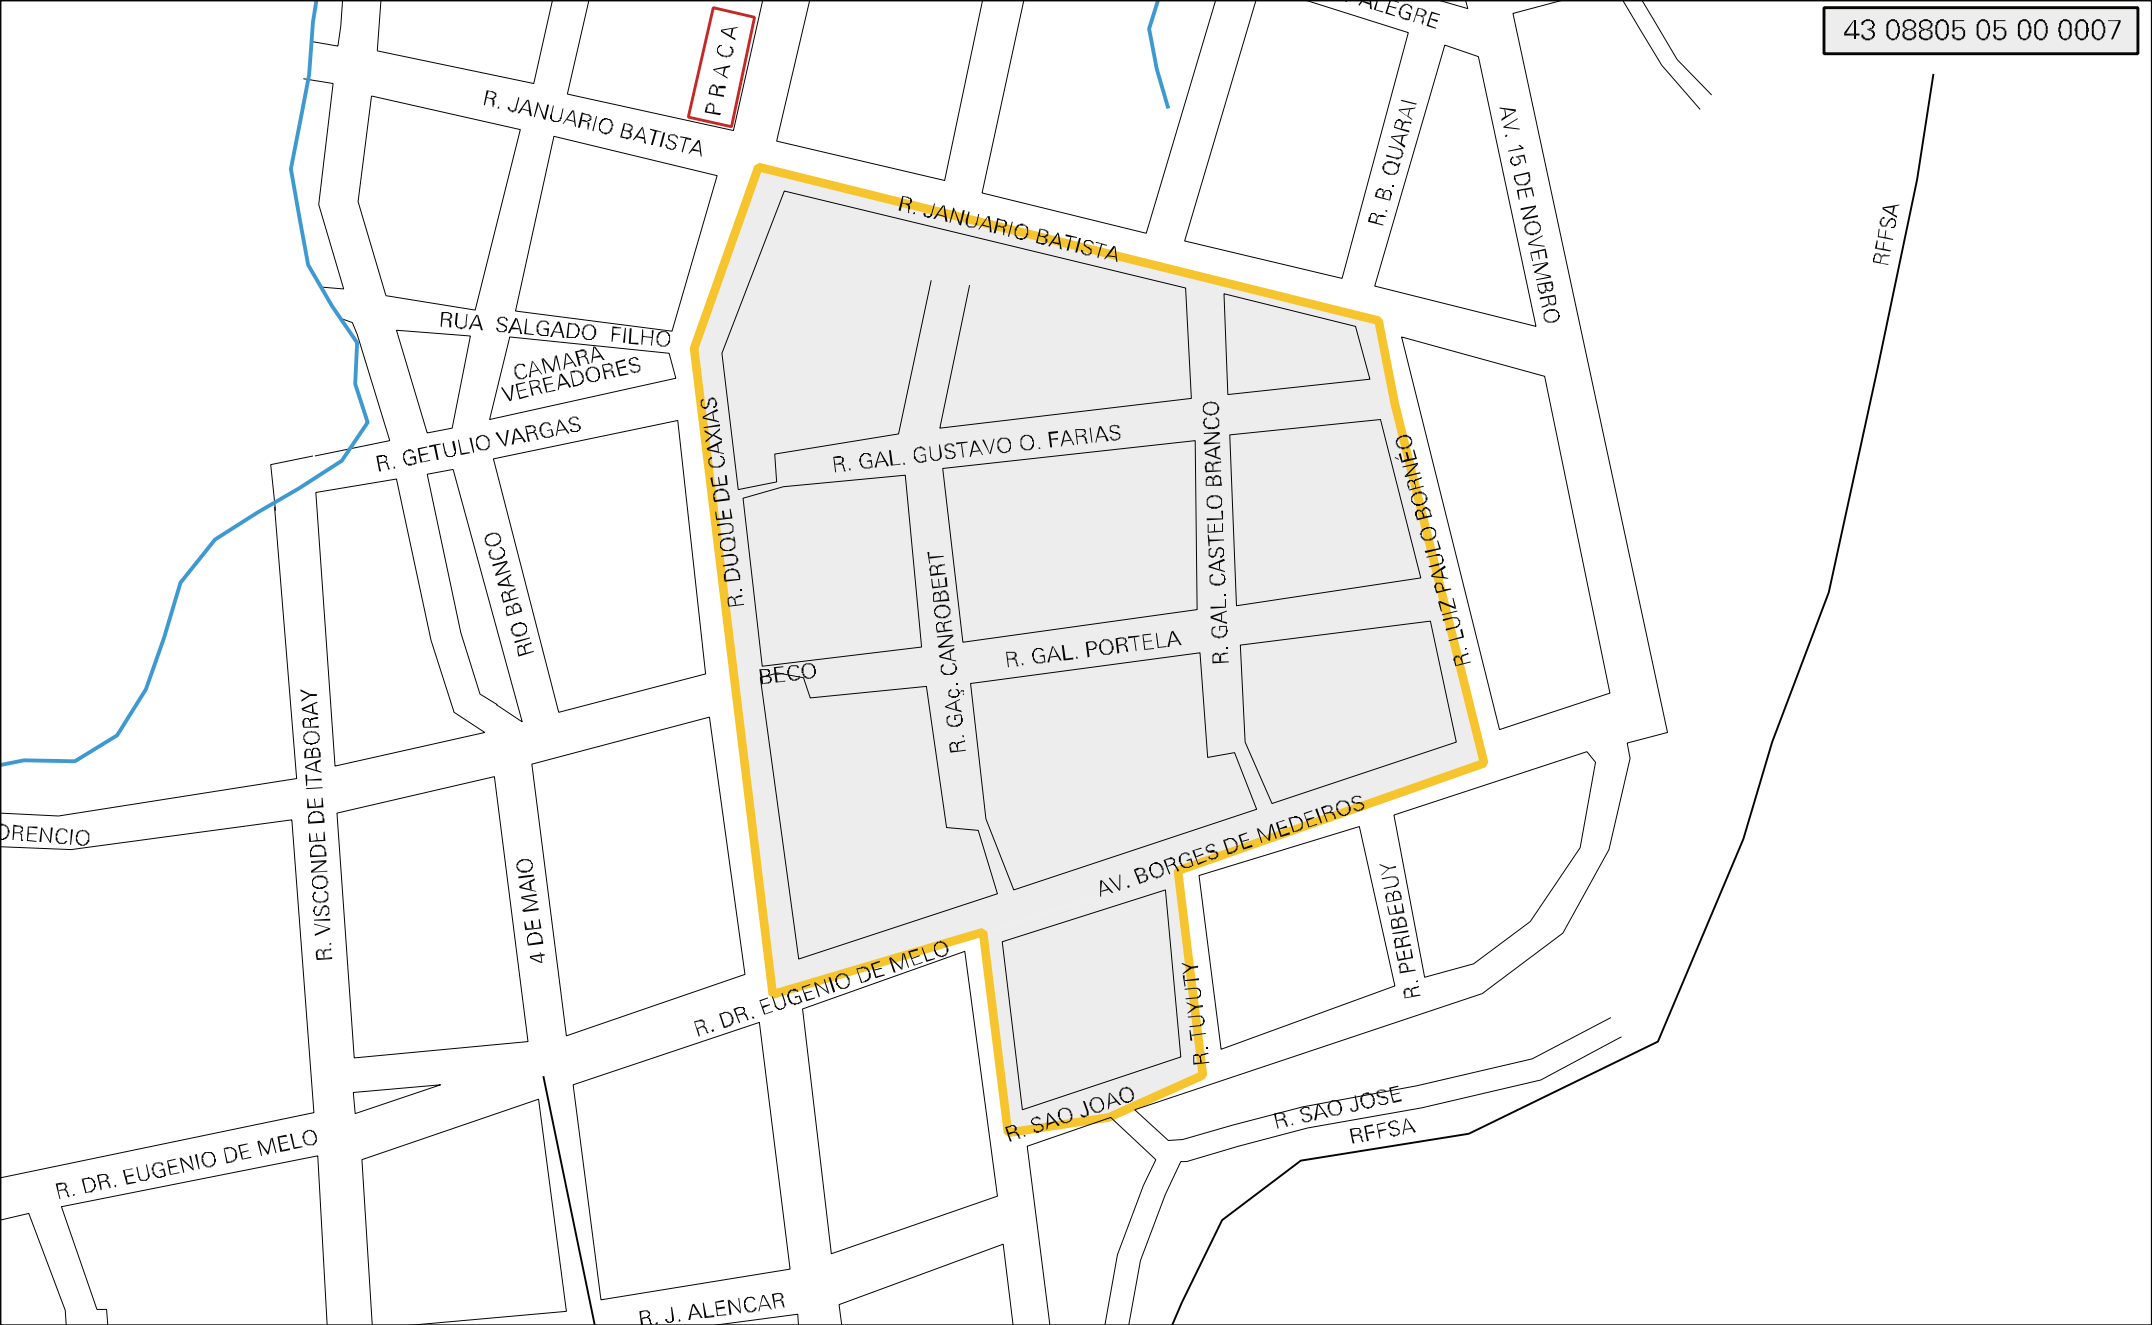 ALEGRE
43 08805 05 00 0007
PRACA
R. JANUARIO BATISTA
R. B. QUARAI
AV. 15 DE NOVEMBRO
RFFSA
R. JANUARIO BATISTA
RUA SALGADO FILHO
CAMARA
VEREADORES
R. GETULIO VARGAS
R. DUQUE DE CAXIAS
R. GAL. GUSTAVO O. FARIAS
R. GAL. CASTELO BRANCO
R. LUIZ PAULO BORNÉO
RIO BRANCO
R. GAç. CANROBERT
R. GAL. PORTELA
BECO
R. VISCONDE DE ITABORAY
ORENCIO
4 DE MAIO
AV. BORGES DE MEDEIROS
R. PERIBEBUY
R. DR. EUGENIO DE MELO
R. TUYUTY
R. SAO JOAO
R. SAO JOSE
RFFSA
R. DR. EUGENIO DE MELO
R. J. ALENCAR